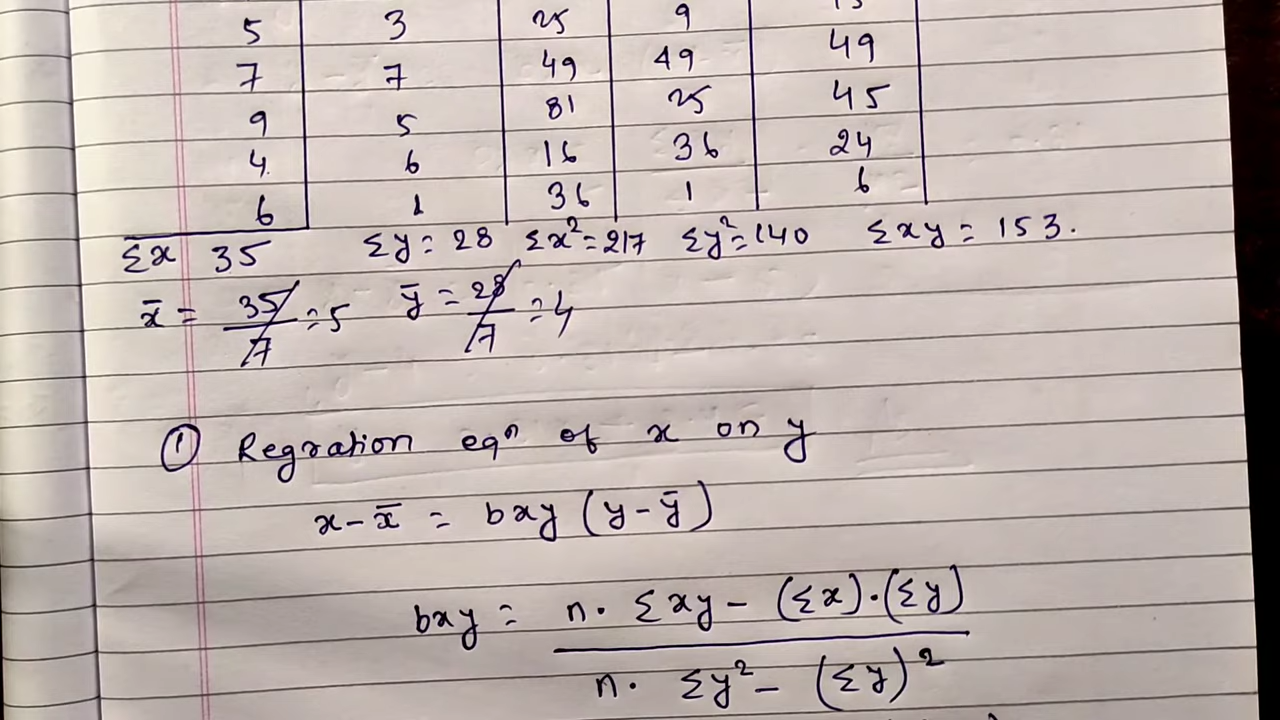 5 3 25 9 15
7 7 49 49 49
9 5 81 25 45
4 6 16 36 24
6 1 36 1 6
Σx 35 Σy = 28 Σx²=217 Σy²=140 Σxy = 153.
x̄ = 35/7 = 5 ȳ = 28/7 = 4
① Regration eqⁿ of x on y
x - x̄ = bxy (y - ȳ)
bxy = n. Σxy - (Σx).(Σy)
n. Σy² - (Σy)²